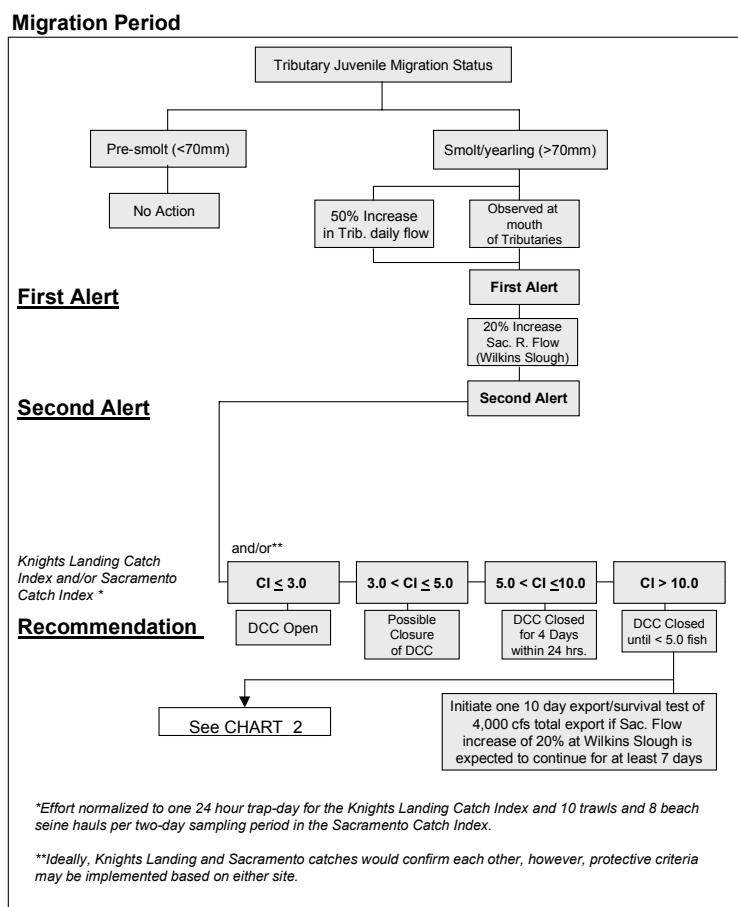 Migration Period
Tributary Juvenile Migration Status
Pre-smolt (<70mm)
Smolt/yearling (>70mm)
No Action
50% Increase
in Trib. daily flow
Observed at
mouth
of Tributaries
First Alert
First Alert
20% Increase
Sac. R. Flow
(Wilkins Slough)
Second Alert
Second Alert
Knights Landing Catch
Index and/or Sacramento
Catch Index *
and/or**
CI ≤ 3.0
3.0 < CI ≤ 5.0
5.0 < CI ≤10.0
CI > 10.0
Recommendation
DCC Open
Possible
Closure
of DCC
DCC Closed
for 4 Days
within 24 hrs.
DCC Closed
until < 5.0 fish
See CHART 2
Initiate one 10 day export/survival test of
4,000 cfs total export if Sac. Flow
increase of 20% at Wilkins Slough is
expected to continue for at least 7 days
*Effort normalized to one 24 hour trap-day for the Knights Landing Catch Index and 10 trawls and 8 beach
seine hauls per two-day sampling period in the Sacramento Catch Index.
**Ideally, Knights Landing and Sacramento catches would confirm each other, however, protective criteria
may be implemented based on either site.